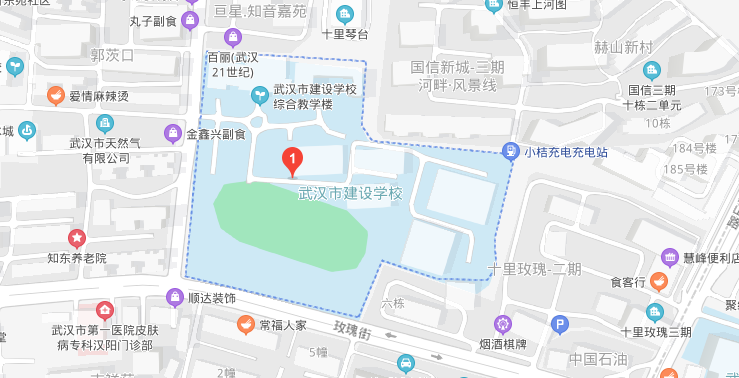 亘星.知音嘉苑
丸子副食
十里琴台
恒丰上河图
郭茨口
百丽(武汉
21世纪)
国信新城-三期
河畔·风景线
赫山新村
国信三期
十栋二单元
173号
爱情麻辣烫
武汉市建设学校
综合教学楼
10栋
金鑫兴副食
武汉市天然气
有限公司
小桔充电充电站
184号楼
185号楼
1
武汉市建设学校
知东养老院
十里玫瑰-二期
慧峰便利店
食客行
顺达装饰
六栋
武汉市第一医院皮肤
病专科汉阳门诊部
常福人家
玫瑰街
P
烟酒棋牌
十里玫瑰三期
5幢
2幢
中国石油